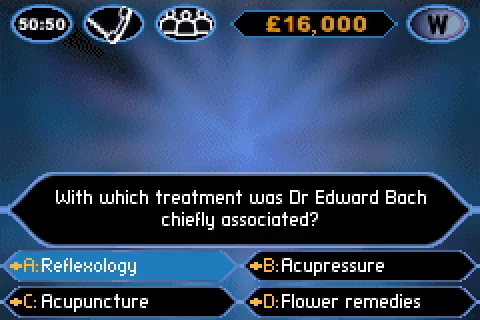 50:50 £16,000 W
With which treatment was Dr Edward Bach
chiefly associated?
A:Reflexology B:Acupressure
C:Acupuncture D:Flower remedies